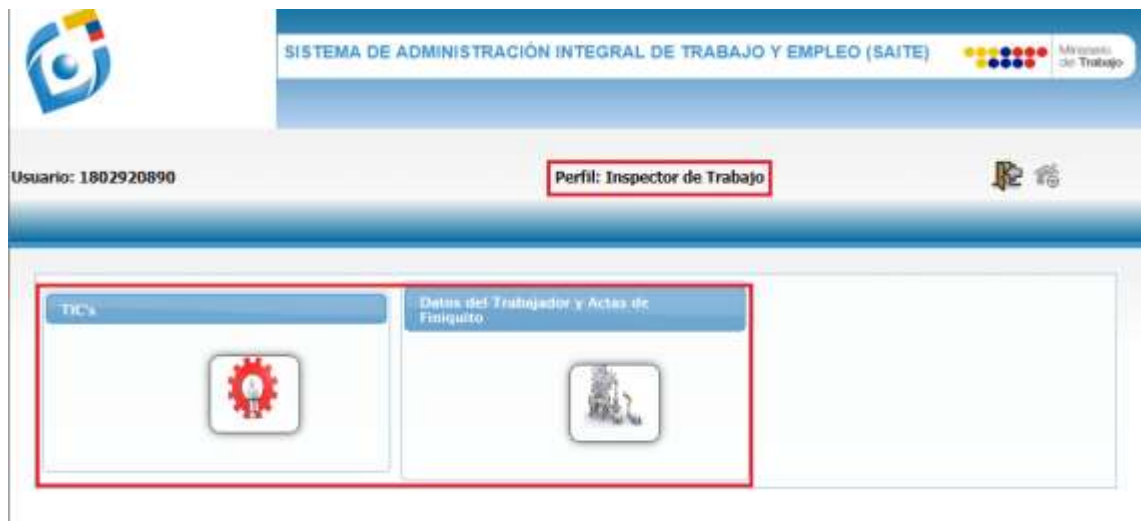 SISTEMA DE ADMINISTRACIÓN INTEGRAL DE TRABAJO Y EMPLEO (SAITE)
Ministerio
de Trabajo
Usuario: 1802920890
Perfil: Inspector de Trabajo
TIC's
Datos del Trabajador y Actas de
Finiquito